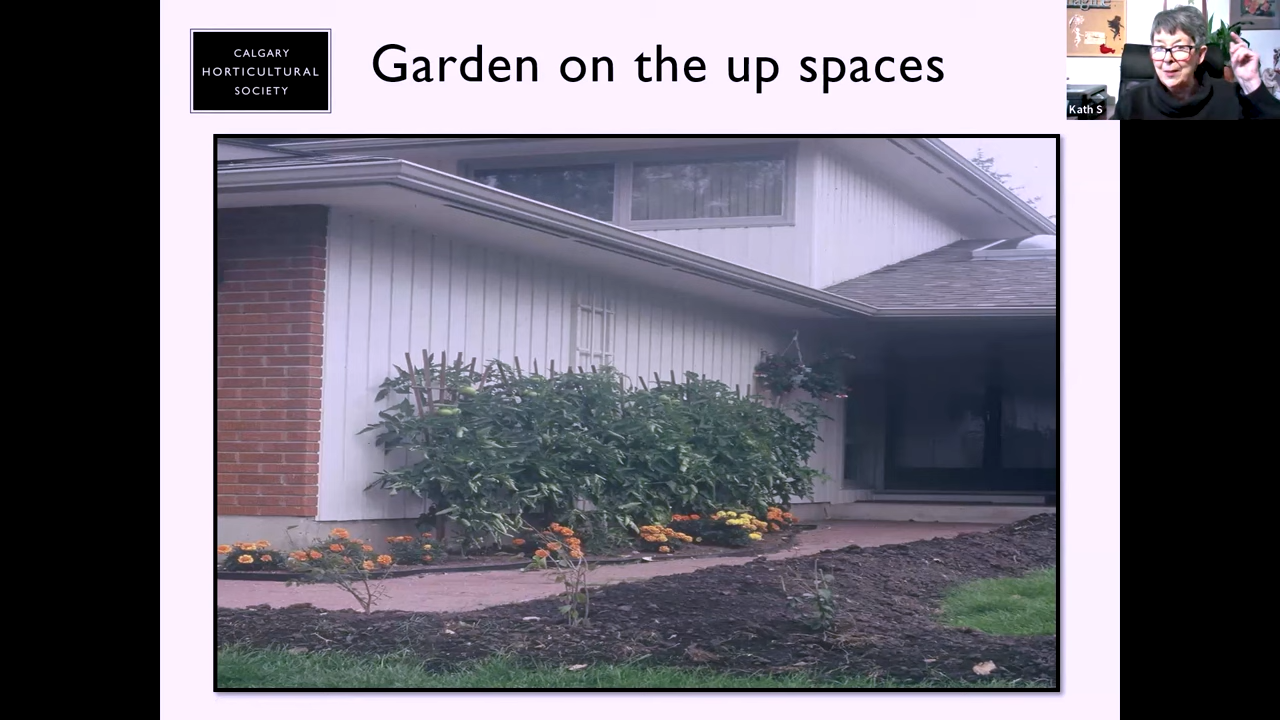 CALGARY
HORTICULTURAL
SOCIETY
Garden on the up spaces
Kath S